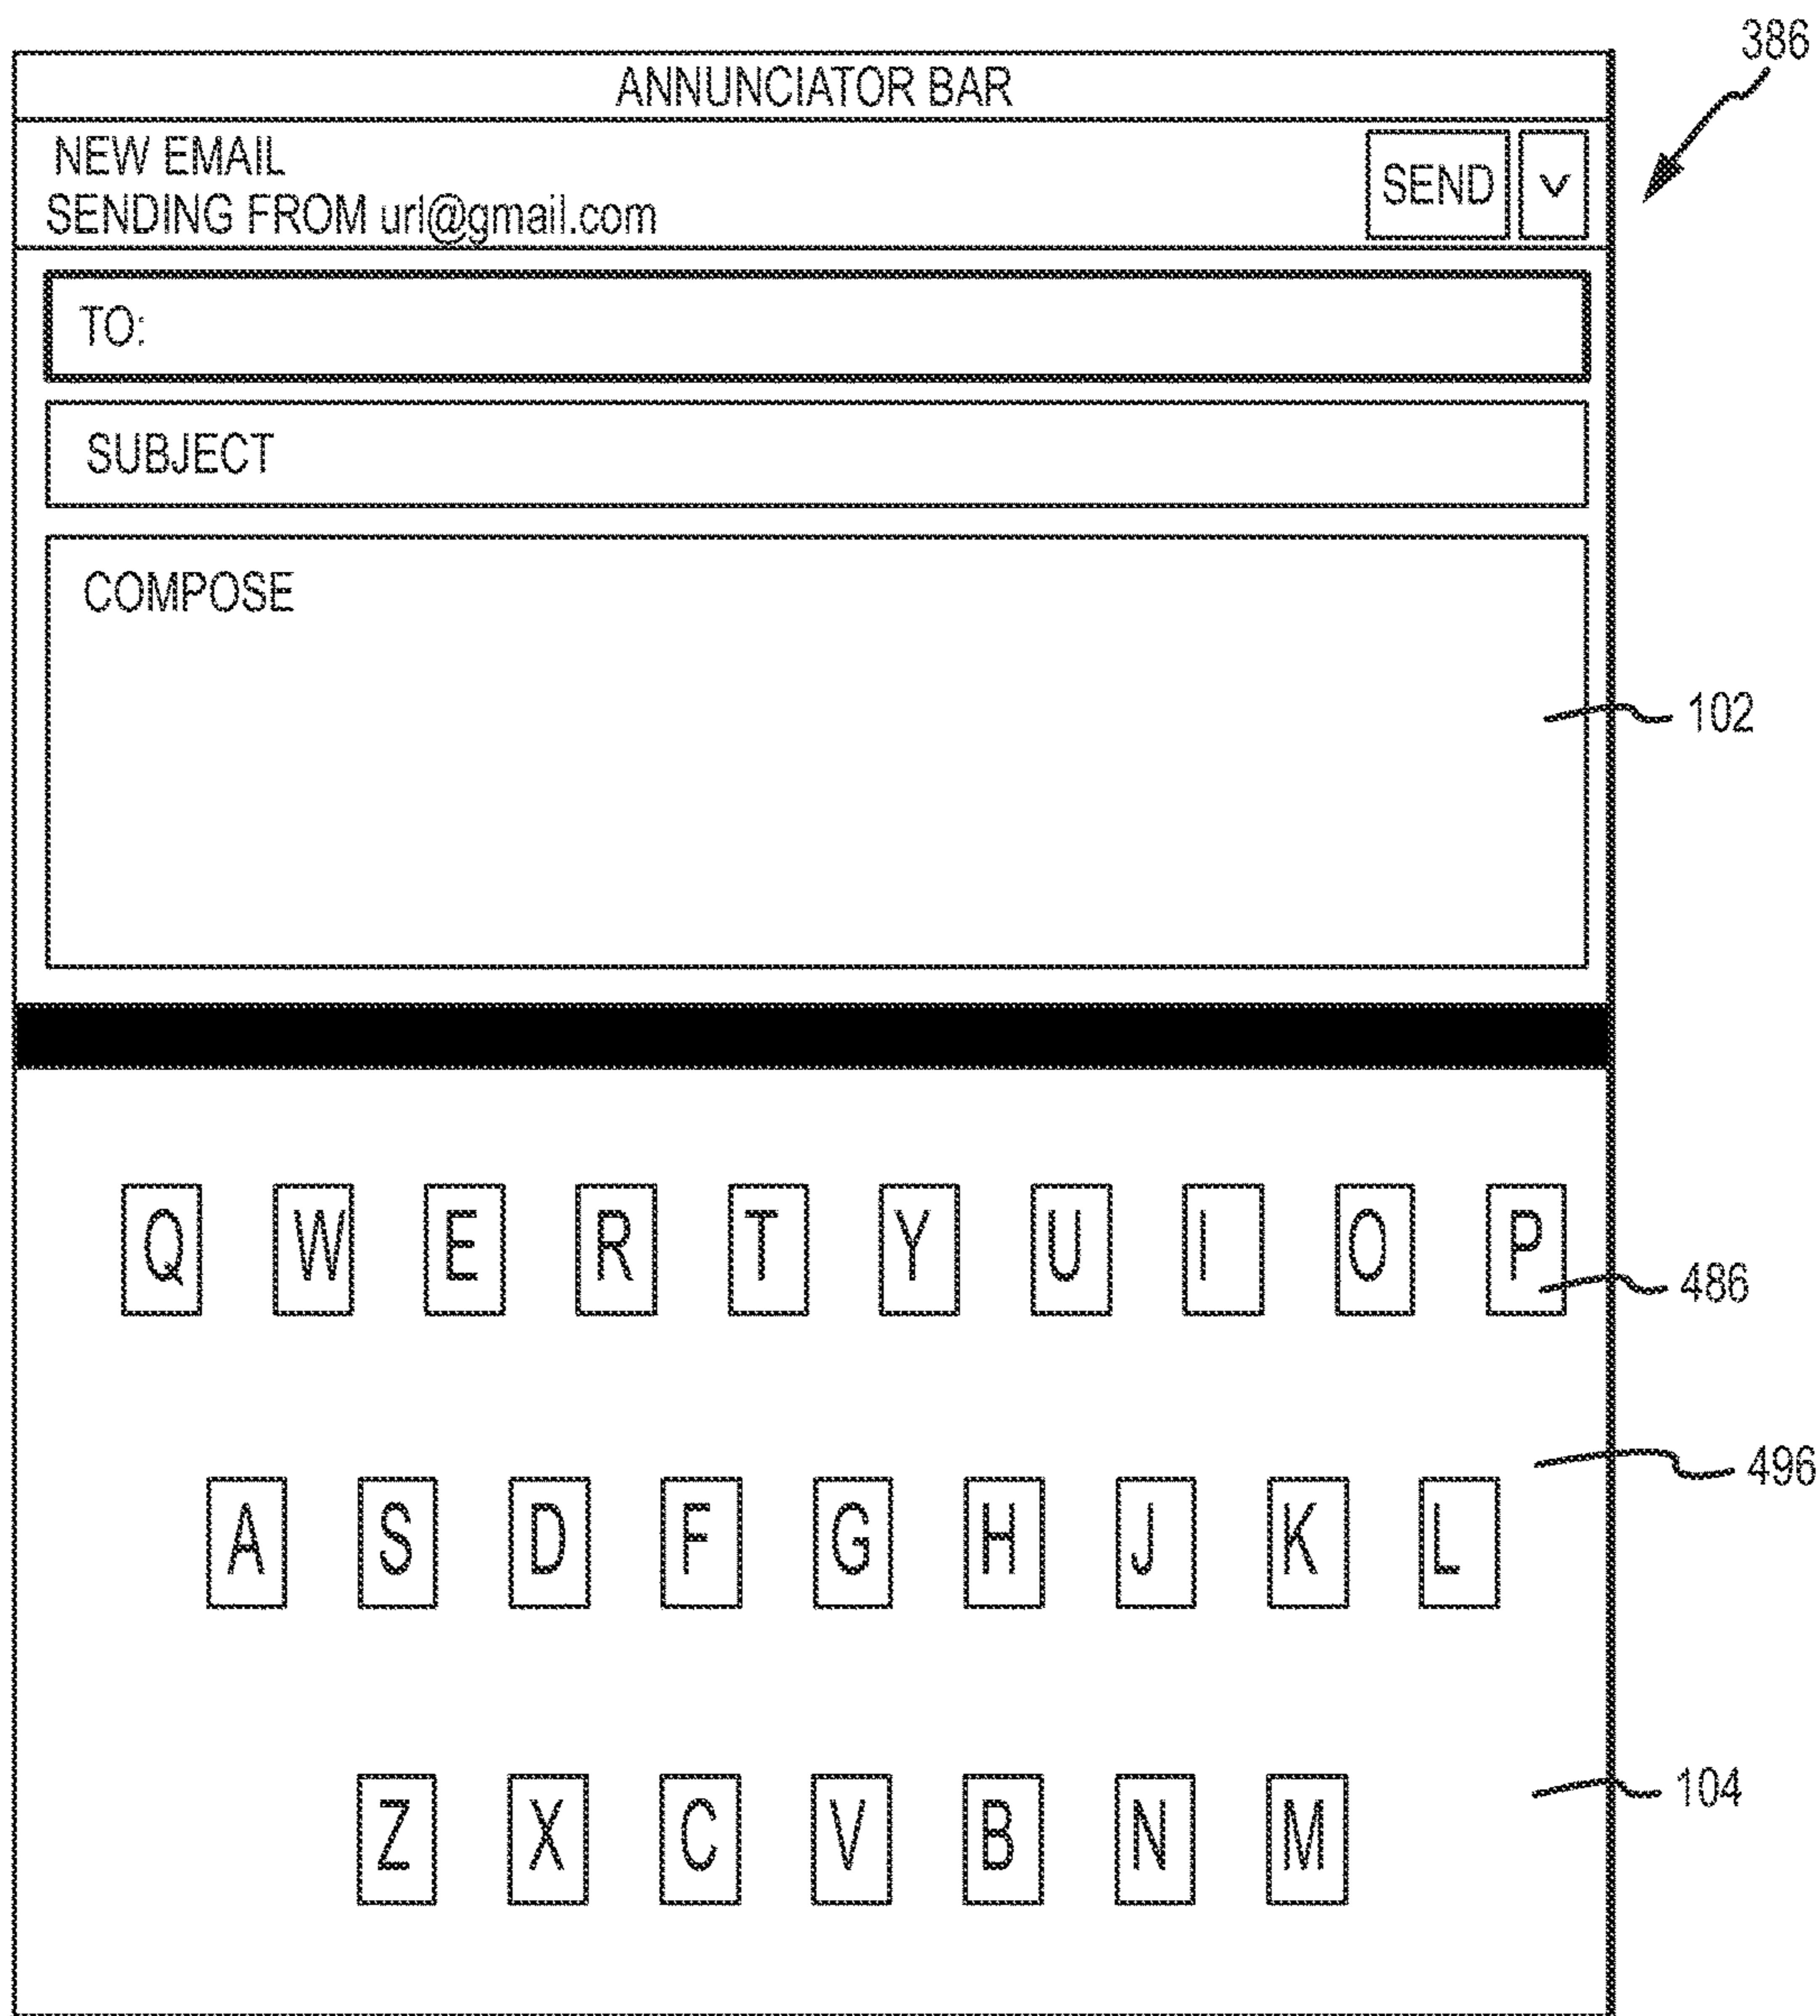 386
ANNUNCIATOR BAR
NEW EMAIL
SENDING FROM url@gmail.com
SEND V
TO:
SUBJECT
COMPOSE
102
Q W E R T Y U I O P
486
496
A S D F G H J K L
104
Z X C V B N M